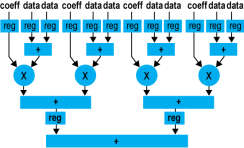 coeff data data coeff data data coeff data data coeff data data
reg reg reg reg reg reg reg reg reg reg reg reg
+ + + +
X X X X
+ +
reg reg
+